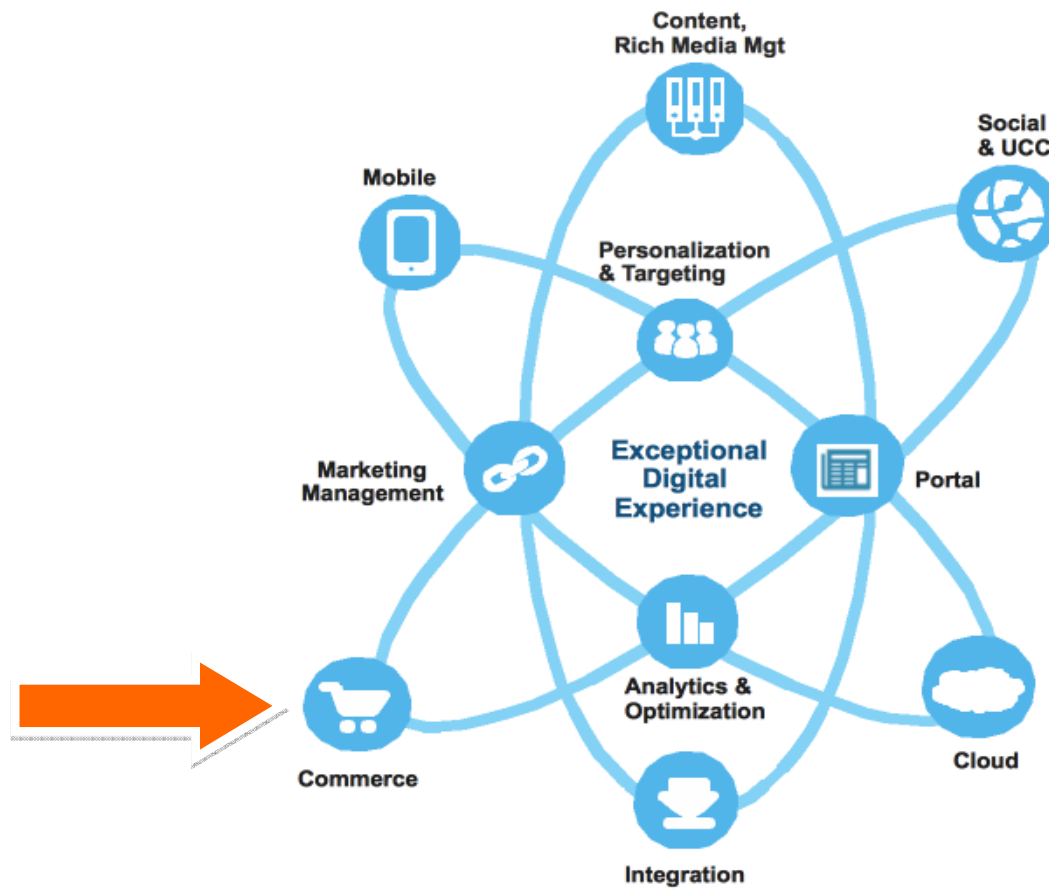 Content,
Rich Media Mgt
Social
& UCC
Mobile
Personalization
& Targeting
Exceptional
Digital
Experience
Marketing
Management
Portal
Analytics &
Optimization
Cloud
Commerce
Integration